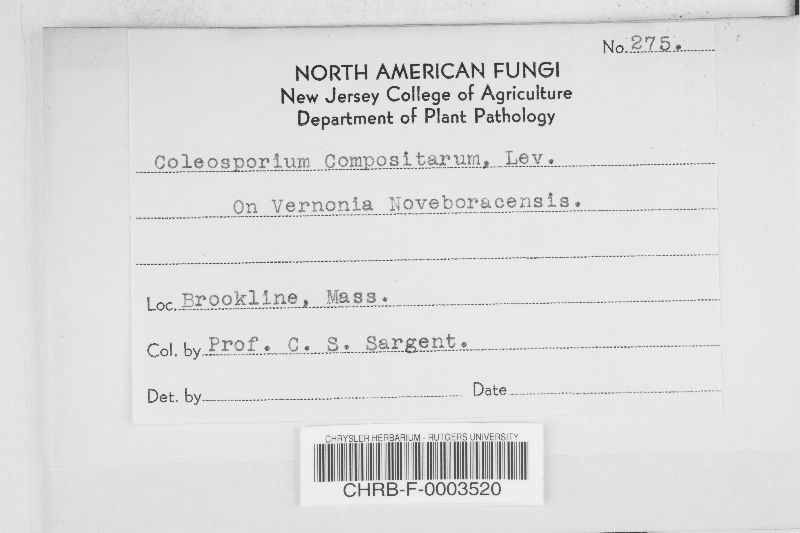 No. 275.
NORTH AMERICAN FUNGI
New Jersey College of Agriculture
Department of Plant Pathology
Coleosporium Compositarum, Lev.
On Vernonia Noveboracensis.
Loc. Brookline, Mass.
Col. by Prof. C. S. Sargent.
Det. by
Date
CHRYSLER HERBARIUM - RUTGERS UNIVERSITY
CHRB-F-0003520